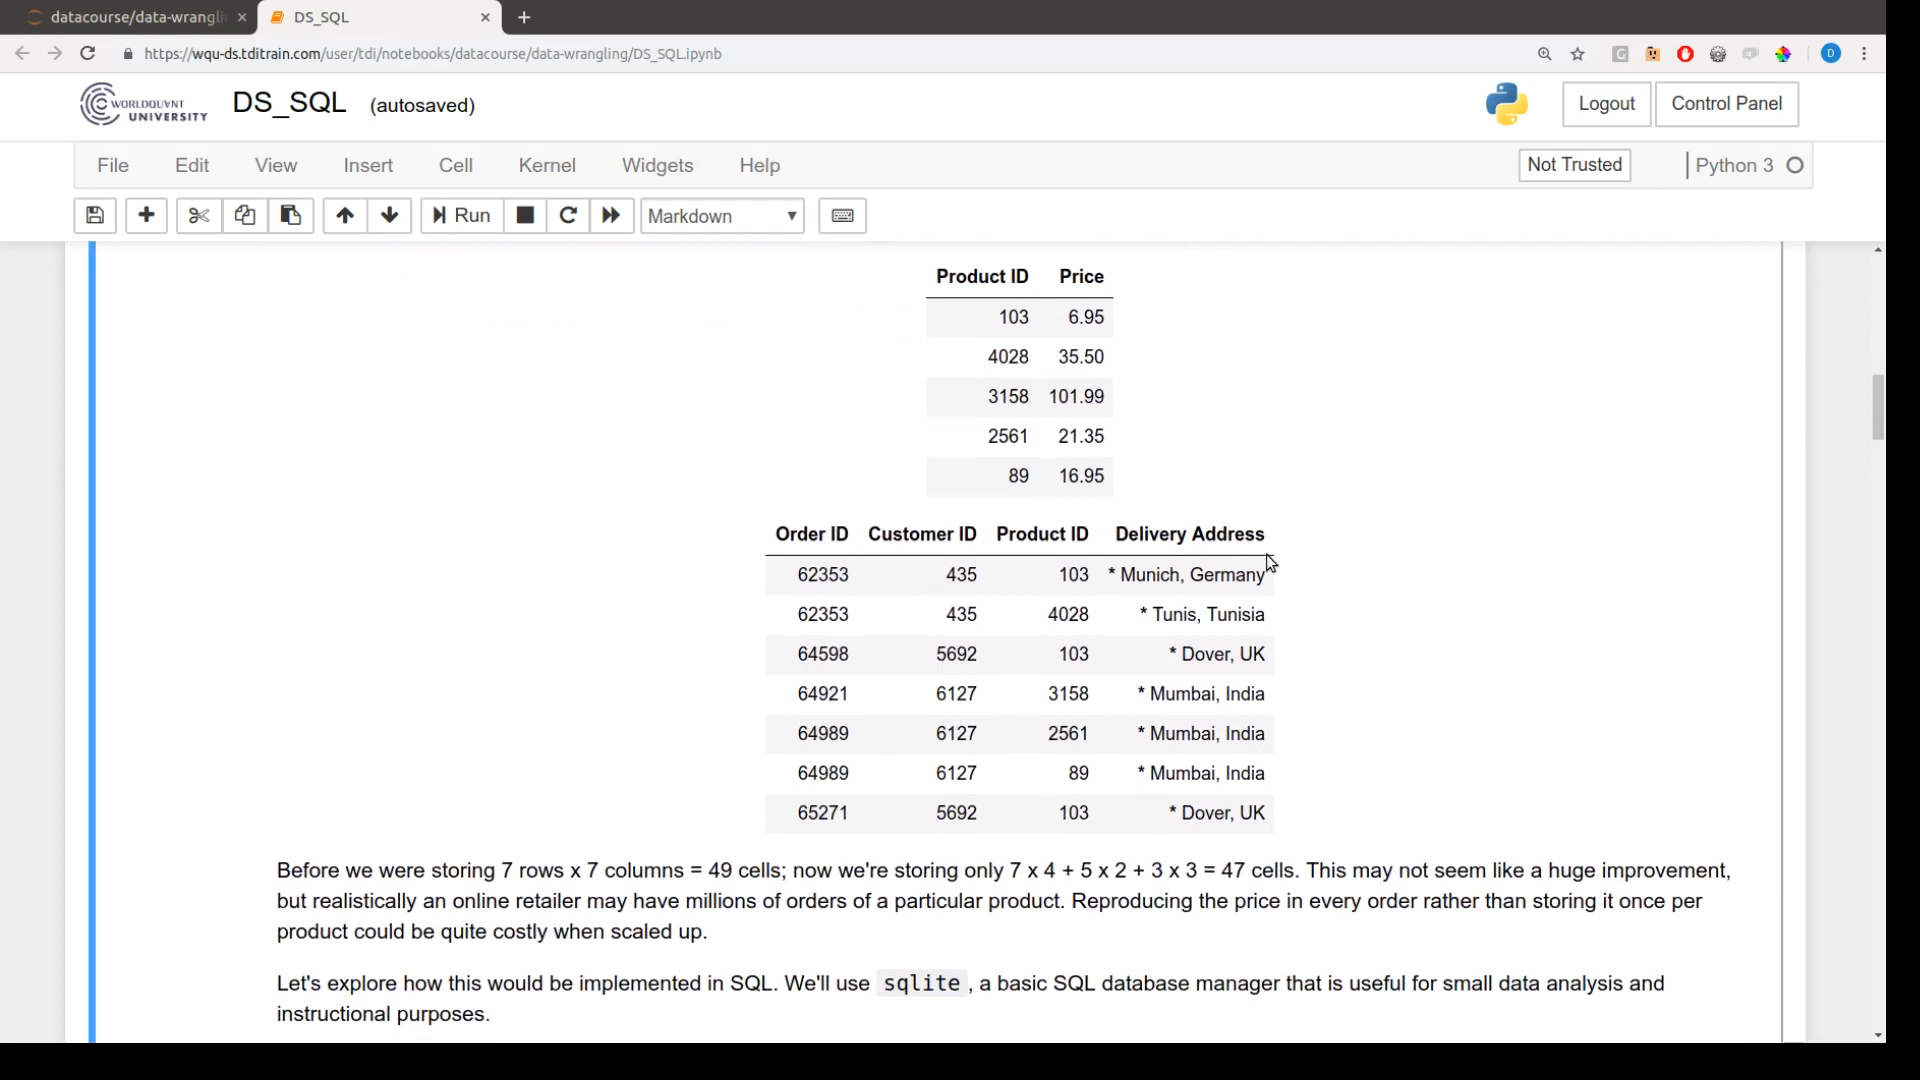 datacourse/data-wrangli
DS_SQL
https://wqu-ds.tditrain.com/user/tdi/notebooks/datacourse/data-wrangling/DS_SQL.ipynb
D
WORLDQUANT
UNIVERSITY
DS_SQL (autosaved)
Logout
Control Panel
File Edit View Insert Cell Kernel Widgets Help
Not Trusted
Python 3
Run
Markdown
Product ID Price
103 6.95
4028 35.50
3158 101.99
2561 21.35
89 16.95
Order ID Customer ID Product ID Delivery Address
62353 435 103 * Munich, Germany
62353 435 4028 * Tunis, Tunisia
64598 5692 103 * Dover, UK
64921 6127 3158 * Mumbai, India
64989 6127 2561 * Mumbai, India
64989 6127 89 * Mumbai, India
65271 5692 103 * Dover, UK
Before we were storing 7 rows x 7 columns = 49 cells; now we're storing only 7 x 4 + 5 x 2 + 3 x 3 = 47 cells. This may not seem like a huge improvement,
but realistically an online retailer may have millions of orders of a particular product. Reproducing the price in every order rather than storing it once per
product could be quite costly when scaled up.
Let's explore how this would be implemented in SQL. We'll use sqlite, a basic SQL database manager that is useful for small data analysis and
instructional purposes.